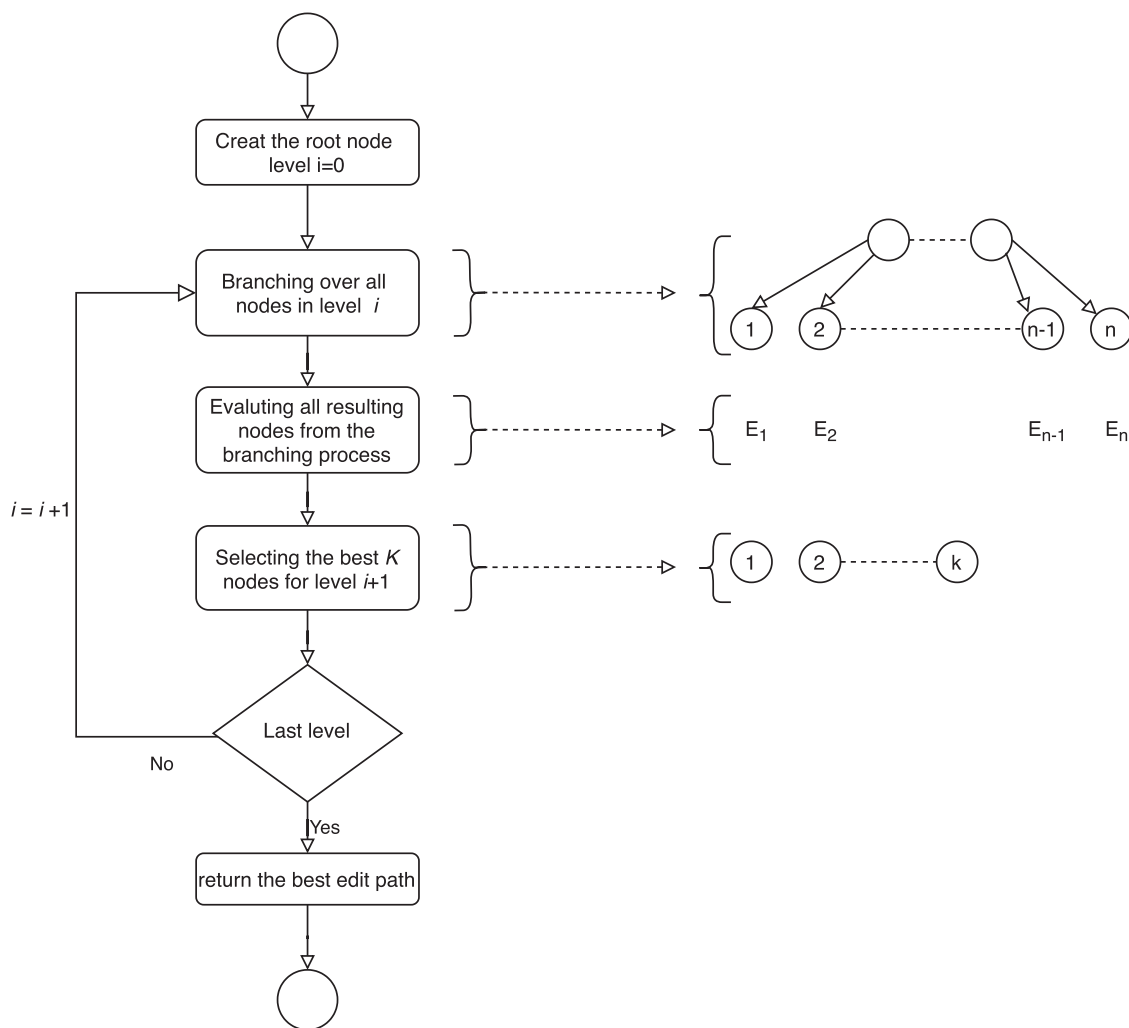 Creat the root node
level i=0
Branching over all
nodes in level i
1
2
n-1
n
Evaluting all resulting
nodes from the
branching process
E1
E2
En-1
En
i = i +1
Selecting the best K
nodes for level i+1
1
2
k
Last level
No
Yes
return the best edit path